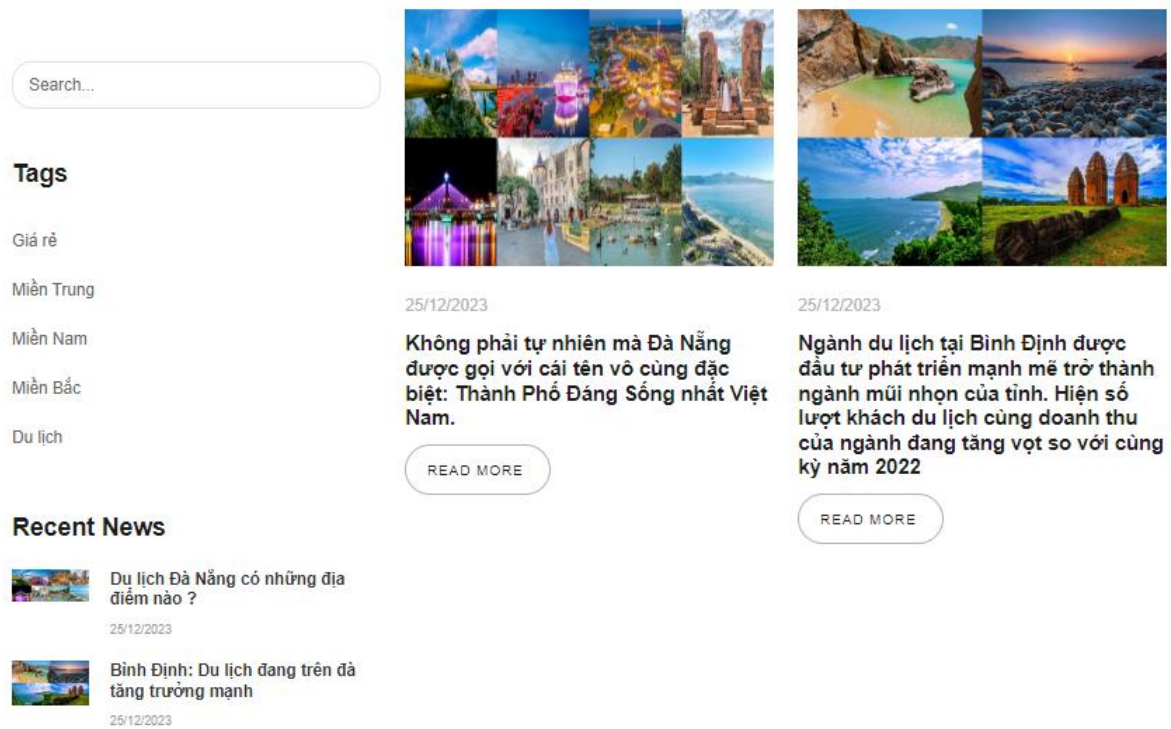 Search...
Tags
Giá rẻ
Miền Trung
Miền Nam
Miền Bắc
Du lịch
Recent News
Du lịch Đà Nẵng có những địa
điểm nào ?
25/12/2023
Bình Định: Du lịch đang trên đà
tăng trưởng mạnh
25/12/2023
25/12/2023
Không phải tự nhiên mà Đà Nẵng
được gọi với cái tên vô cùng đặc
biệt: Thành Phố Đáng Sống nhất Việt
Nam.
READ MORE
25/12/2023
Ngành du lịch tại Bình Định được
đầu tư phát triển mạnh mẽ trở thành
ngành mũi nhọn của tỉnh. Hiện số
lượt khách du lịch cùng doanh thu
của ngành đang tăng vọt so với cùng
kỳ năm 2022
READ MORE